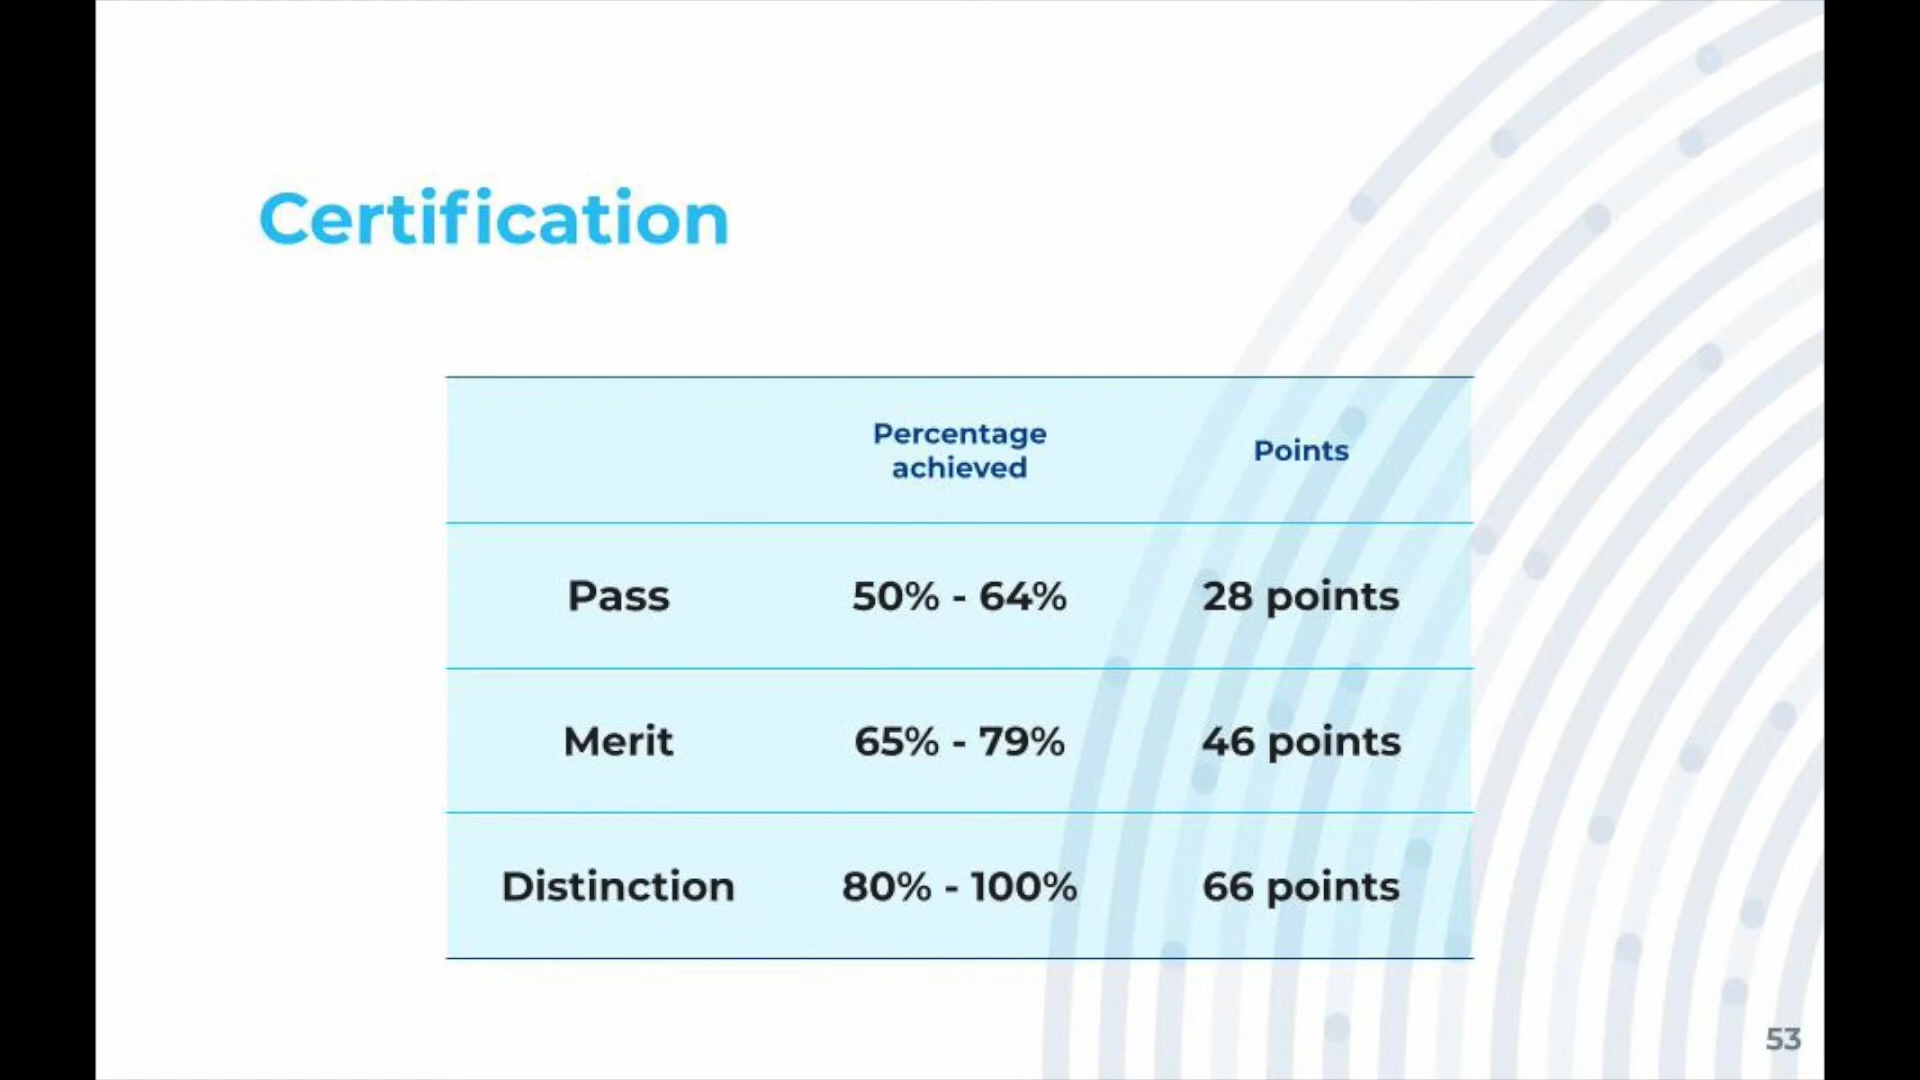 Certification
Percentage
achieved
Points
Pass 50% - 64% 28 points
Merit 65% - 79% 46 points
Distinction 80% - 100% 66 points
53